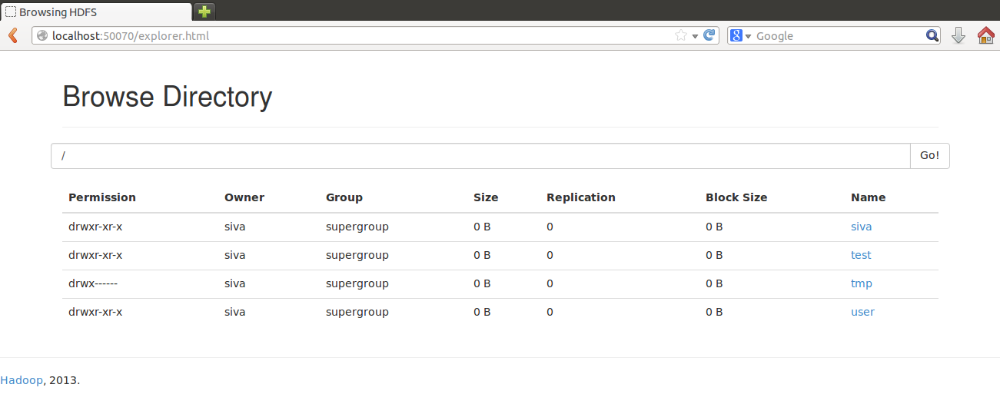 Browsing HDFS
localhost:50070/explorer.html Google
Browse Directory
/ Go!
Permission Owner Group Size Replication Block Size Name
drwxr-xr-x siva supergroup 0 B 0 0 B siva
drwxr-xr-x siva supergroup 0 B 0 0 B test
drwx------ siva supergroup 0 B 0 0 B tmp
drwxr-xr-x siva supergroup 0 B 0 0 B user
Hadoop, 2013.